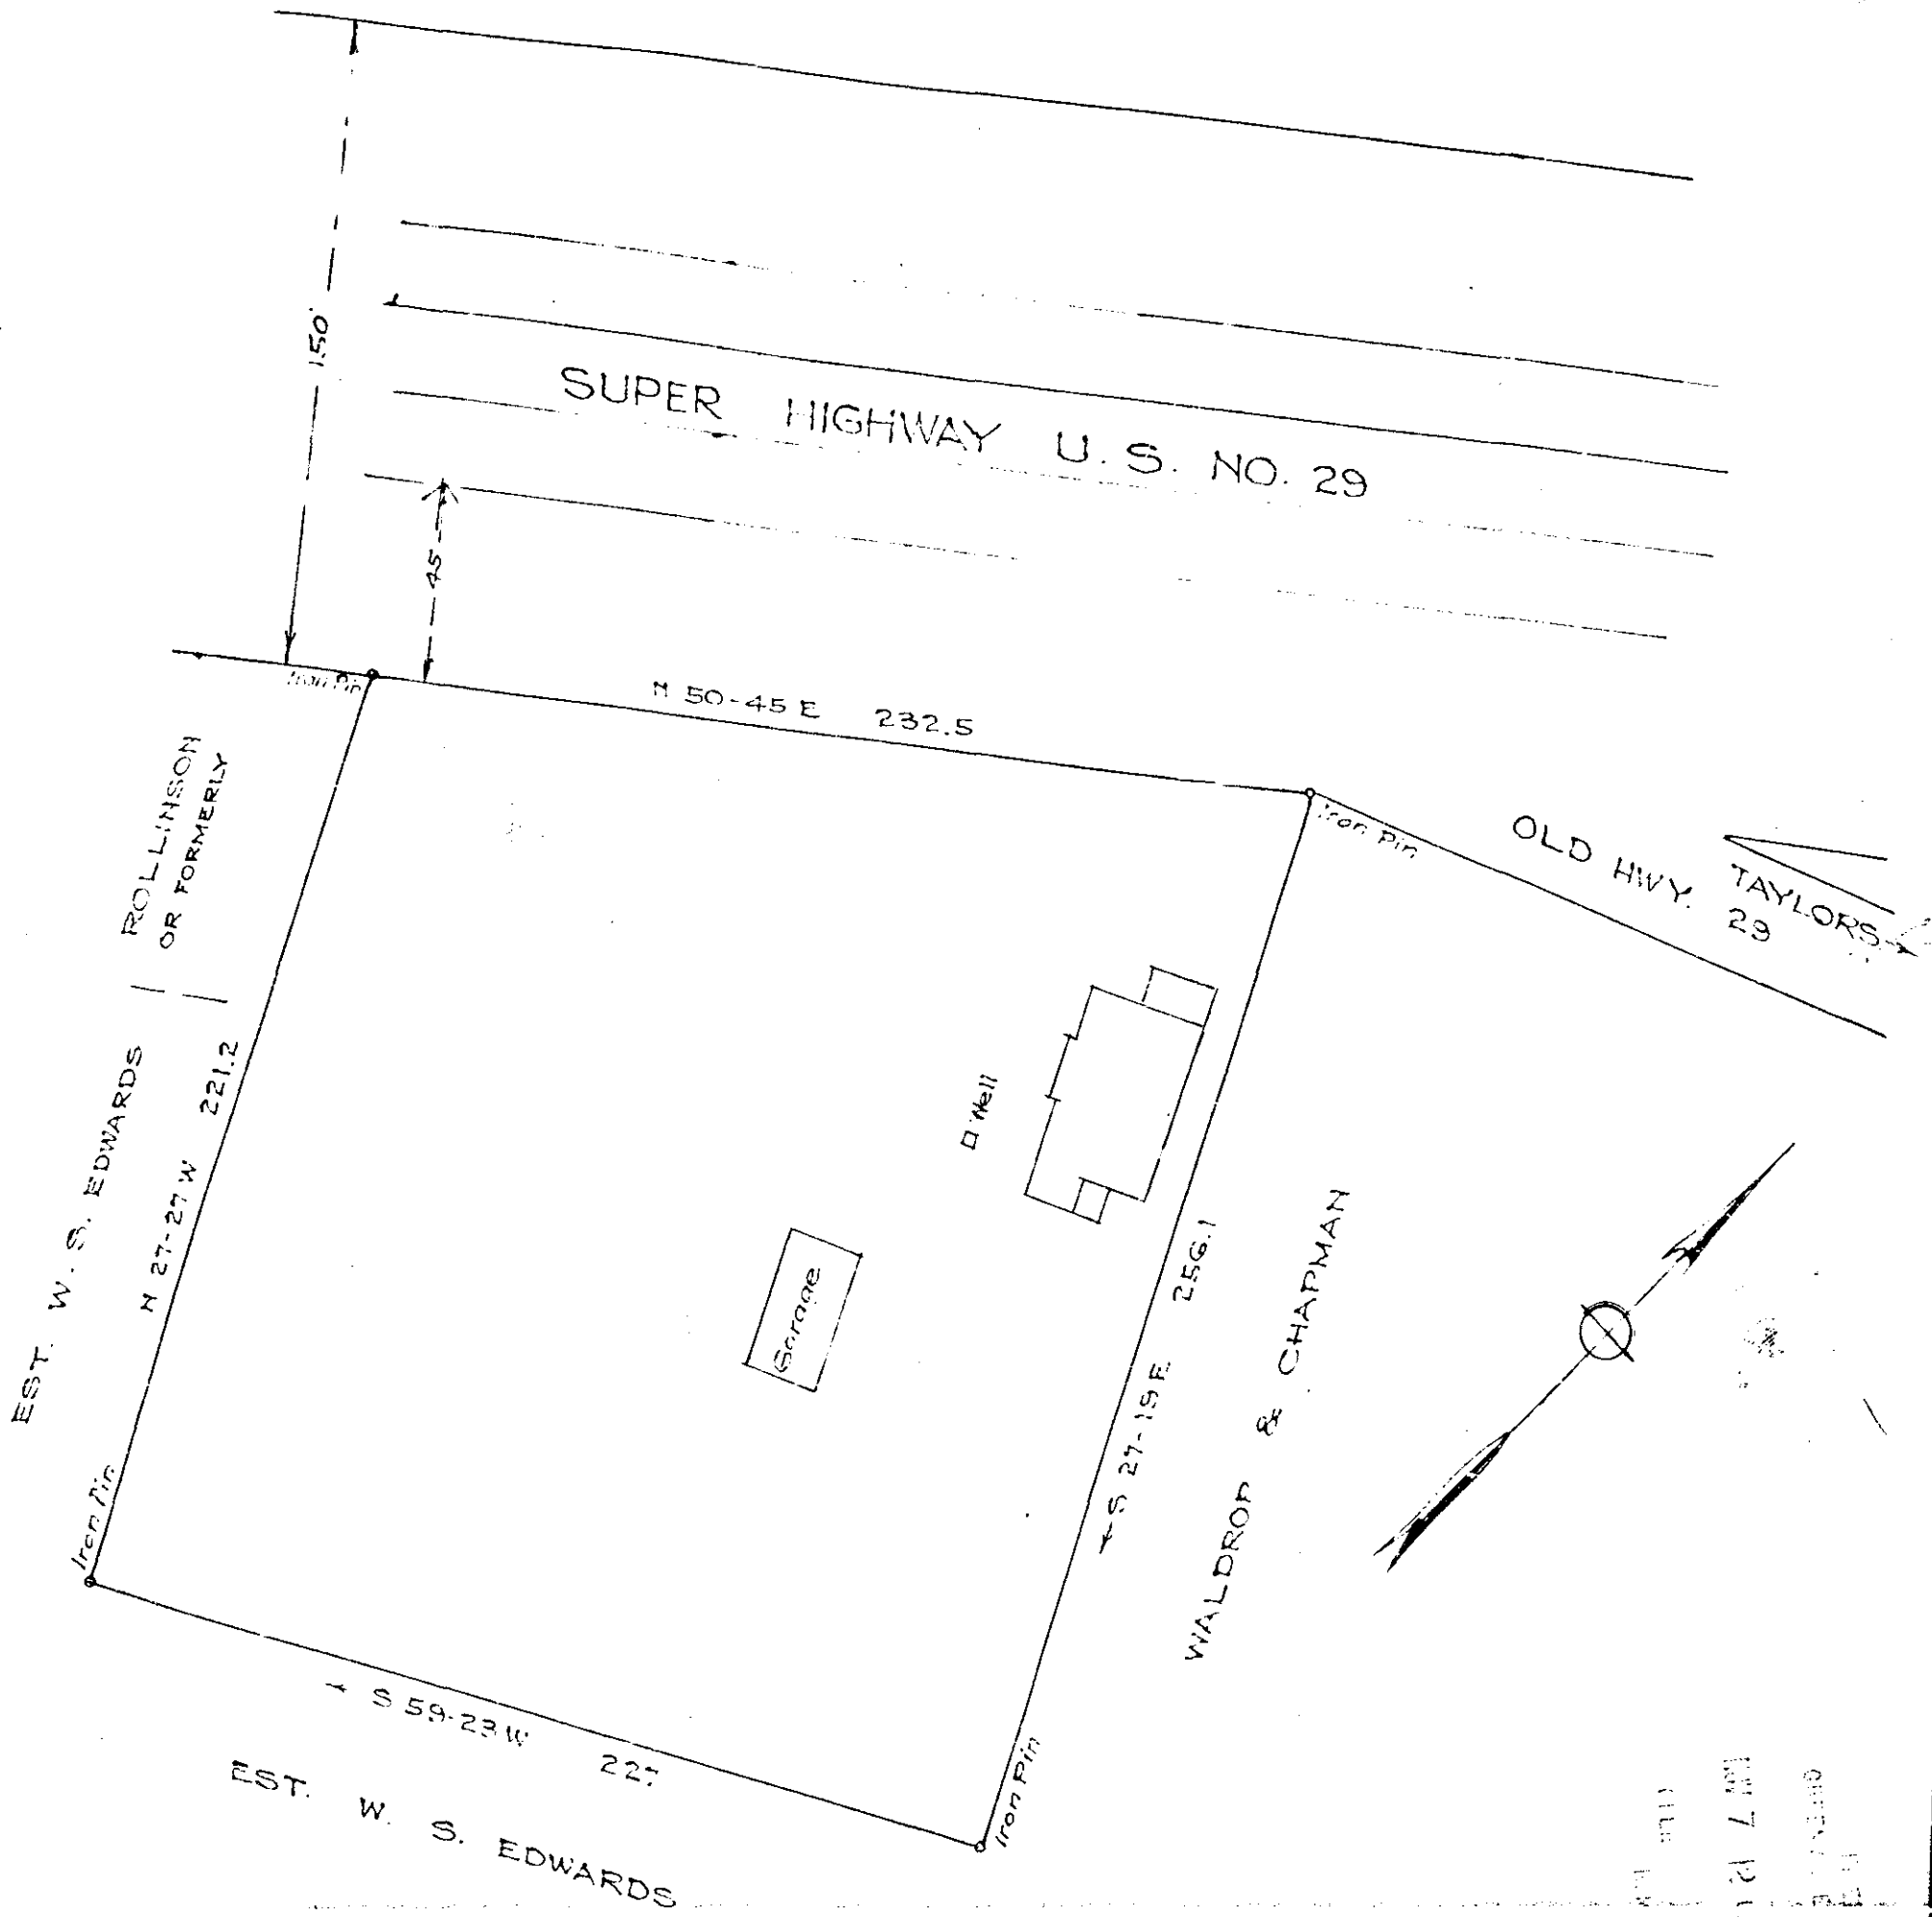 150'
SUPER HIGHWAY U.S. NO. 29
45
Iron Pin
N 50-45 E 232.5
Iron Pin
OLD HWY. 29
TAYLORS
ROLLINSON
OR FORMERLY
EST. W. S. EDWARDS
N 27-27 W 221.2
Well
Garage
S 27-19 E 256.1
WALDROP & CHAPMAN
Iron Pin
S 59-23 W 227
Iron Pin
EST. W. S. EDWARDS